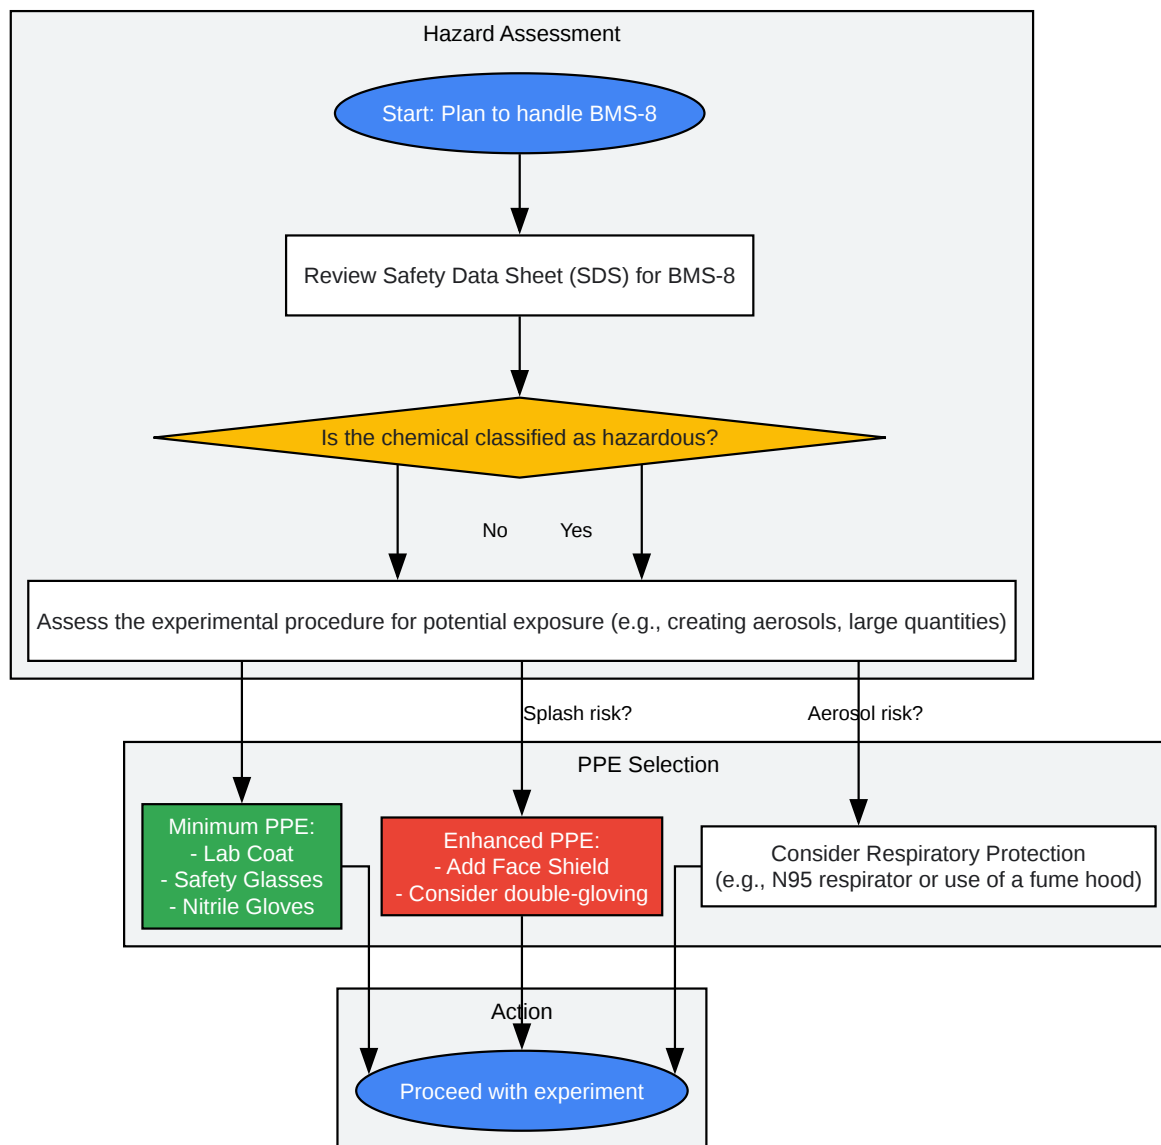 Hazard Assessment
Start: Plan to handle BMS-8
Review Safety Data Sheet (SDS) for BMS-8
Is the chemical classified as hazardous?
No
Yes
Assess the experimental procedure for potential exposure (e.g., creating aerosols, large quantities)
Splash risk?
Aerosol risk?
PPE Selection
Minimum PPE:
- Lab Coat
- Safety Glasses
- Nitrile Gloves
Enhanced PPE:
- Add Face Shield
- Consider double-gloving
Consider Respiratory Protection
(e.g., N95 respirator or use of a fume hood)
Action
Proceed with experiment